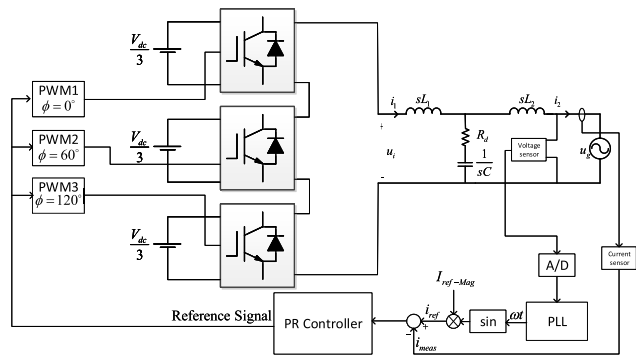 V_dc
3
PWM1
ϕ = 0°
V_dc
3
PWM2
ϕ = 60°
PWM3
ϕ = 120°
V_dc
3
i_1
sL_1
sL_2
i_2
+
u_i
-
R_d
1
sC
Voltage
sensor
u_g
Current
sensor
A/D
I_ref-Mag
Reference Signal
PR Controller
i_ref
+
-
i_meas
sin
ωt
PLL